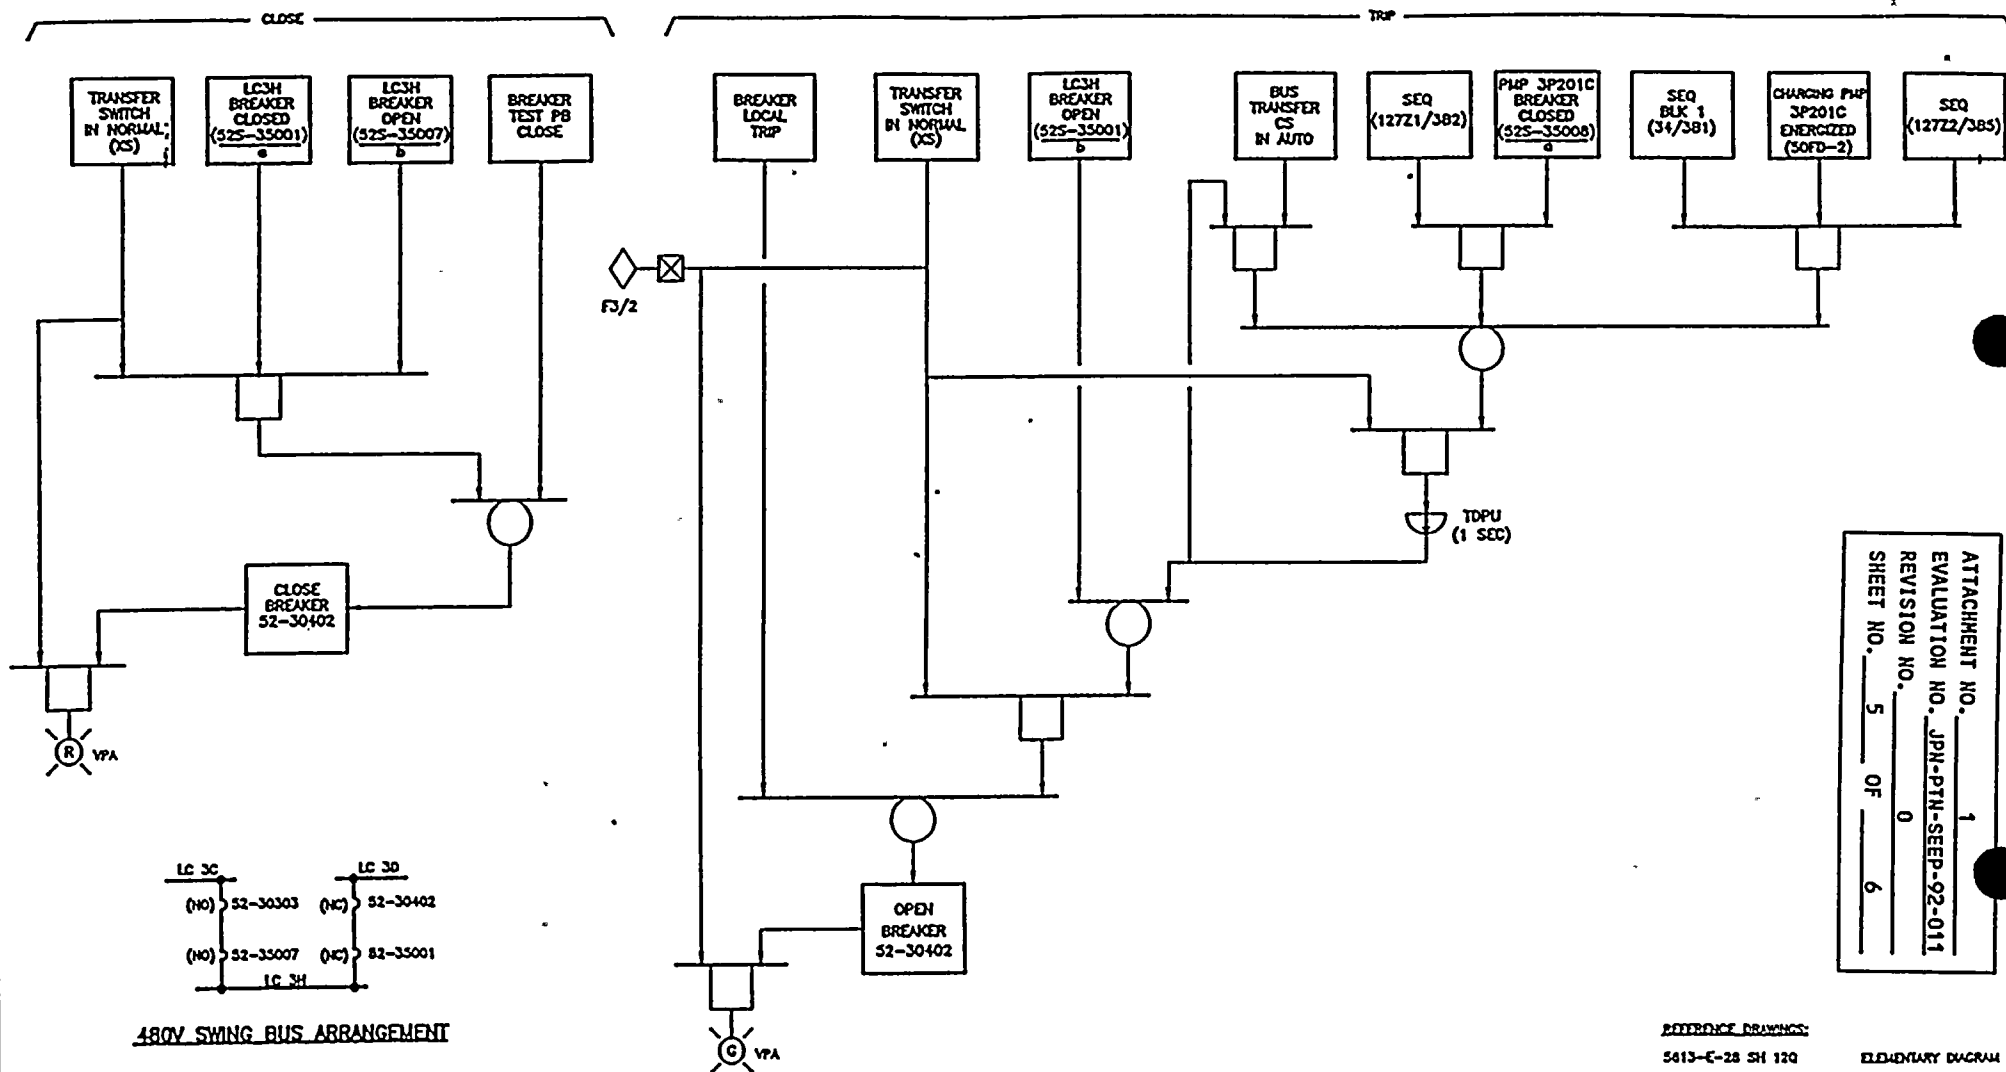 CLOSE
TRIP
TRANSFER
SWITCH
IN NORMAL
(XS)
LC3H
BREAKER
CLOSED
(52S-35001)
a
LC3H
BREAKER
OPEN
(52S-35007)
b
BREAKER
TEST PB
CLOSE
BREAKER
LOCAL
TRIP
TRANSFER
SWITCH
IN NORMAL
(XS)
LC3H
BREAKER
OPEN
(52S-35001)
b
BUS
TRANSFER
CS
IN AUTO
SEQ
(127Z1/3B2)
PMP 3P201C
BREAKER
CLOSED
(52S-35008)
a
SEQ
BLK 1
(34/3B1)
CHARGING PMP
3P201C
ENERGIZED
(50FD-2)
SEQ
(127Z2/3B5)
F3/2
TDPU
(1 SEC)
CLOSE
BREAKER
52-30402
R VPA
OPEN
BREAKER
52-30402
G VPA
LC 3C
LC 3D
(NO) 52-30303 (NC) 52-30402
(NO) 52-35007 (NC) 52-35001
LC 3H
480V SWING BUS ARRANGEMENT
ATTACHMENT NO. 1
EVALUATION NO. JPN-PTN-SEEP-92-011
REVISION NO. 0
SHEET NO. 5 OF 6
REFERENCE DRAWINGS:
5613-E-28 SH 12Q ELEMENTARY DIAGRAM